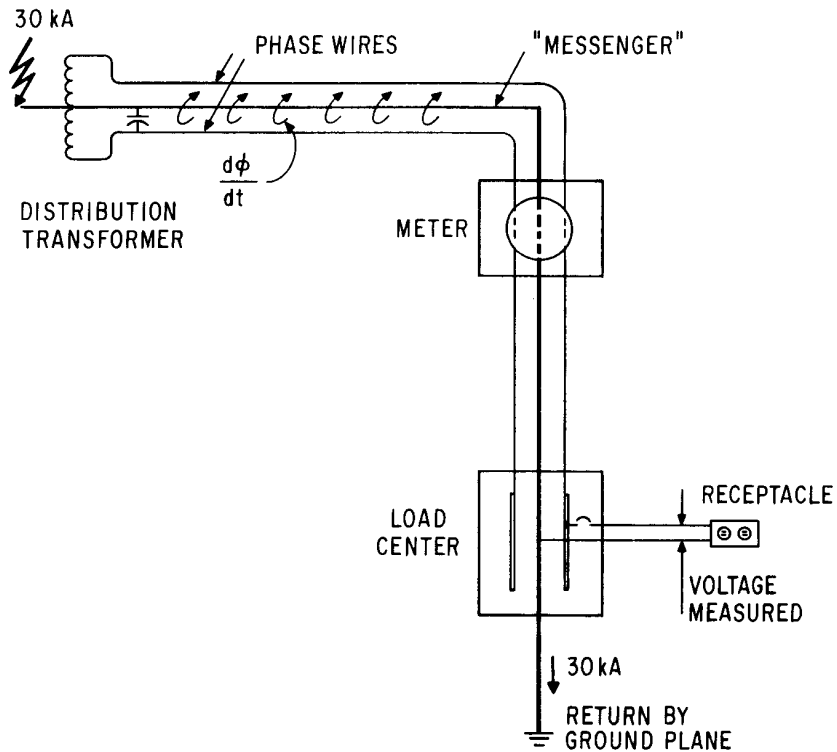 30 kA
PHASE WIRES
"MESSENGER"
dϕ
dt
DISTRIBUTION
TRANSFORMER
METER
LOAD
CENTER
RECEPTACLE
VOLTAGE
MEASURED
30 kA
RETURN BY
GROUND PLANE